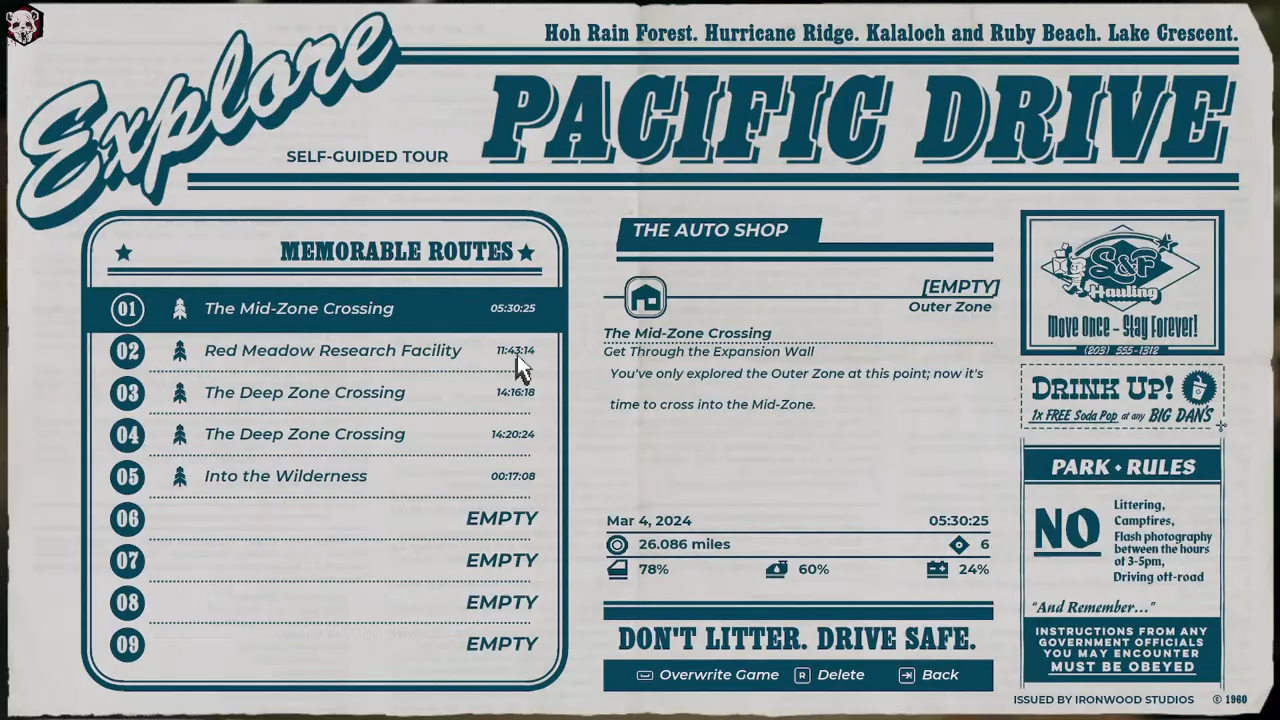 Explore
SELF-GUIDED TOUR
Hoh Rain Forest. Hurricane Ridge. Kalaloch and Ruby Beach. Lake Crescent.
PACIFIC DRIVE
MEMORABLE ROUTES
01 The Mid-Zone Crossing 05:30:25
02 Red Meadow Research Facility 11:43:14
03 The Deep Zone Crossing 14:16:18
04 The Deep Zone Crossing 14:20:24
05 Into the Wilderness 00:17:08
06 EMPTY
07 EMPTY
08 EMPTY
09 EMPTY
THE AUTO SHOP
[EMPTY]
Outer Zone
The Mid-Zone Crossing
Get Through the Expansion Wall
You've only explored the Outer Zone at this point; now it's
time to cross into the Mid-Zone.
Mar 4, 2024 05:30:25
26.086 miles 6
78% 60% 24%
DON'T LITTER. DRIVE SAFE.
Overwrite Game R Delete Back
S&F
Hauling
Move Once - Stay Forever!
(203) 555-1312
DRINK UP!
1x FREE Soda Pop at any BIG DAN'S
PARK • RULES
NO
Littering,
Campfires,
Flash photography
between the hours
of 3-5pm,
Driving off-road
"And Remember..."
INSTRUCTIONS FROM ANY
GOVERNMENT OFFICIALS
YOU MAY ENCOUNTER
MUST BE OBEYED
ISSUED BY IRONWOOD STUDIOS © 1960